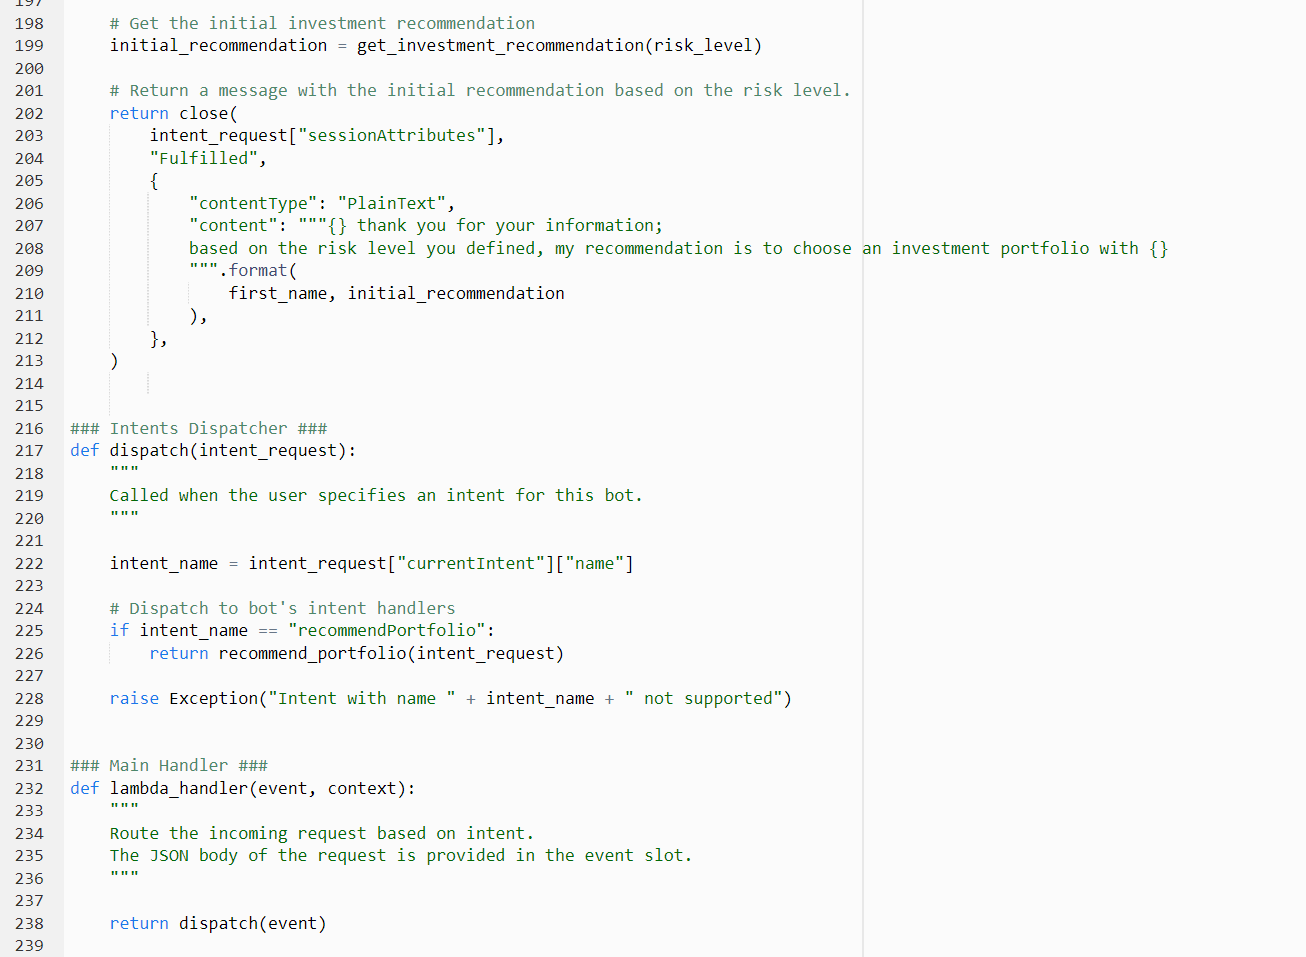 197
198     # Get the initial investment recommendation
199     initial_recommendation = get_investment_recommendation(risk_level)
200
201     # Return a message with the initial recommendation based on the risk level.
202     return close(
203         intent_request["sessionAttributes"],
204         "Fulfilled",
205         {
206             "contentType": "PlainText",
207             "content": """{} thank you for your information;
208             based on the risk level you defined, my recommendation is to choose an investment portfolio with {}
209             """.format(
210                 first_name, initial_recommendation
211             ),
212         },
213     )
214
215
216 ### Intents Dispatcher ###
217 def dispatch(intent_request):
218     """
219     Called when the user specifies an intent for this bot.
220     """
221
222     intent_name = intent_request["currentIntent"]["name"]
223
224     # Dispatch to bot's intent handlers
225     if intent_name == "recommendPortfolio":
226         return recommend_portfolio(intent_request)
227
228     raise Exception("Intent with name " + intent_name + " not supported")
229
230
231 ### Main Handler ###
232 def lambda_handler(event, context):
233     """
234     Route the incoming request based on intent.
235     The JSON body of the request is provided in the event slot.
236     """
237
238     return dispatch(event)
239